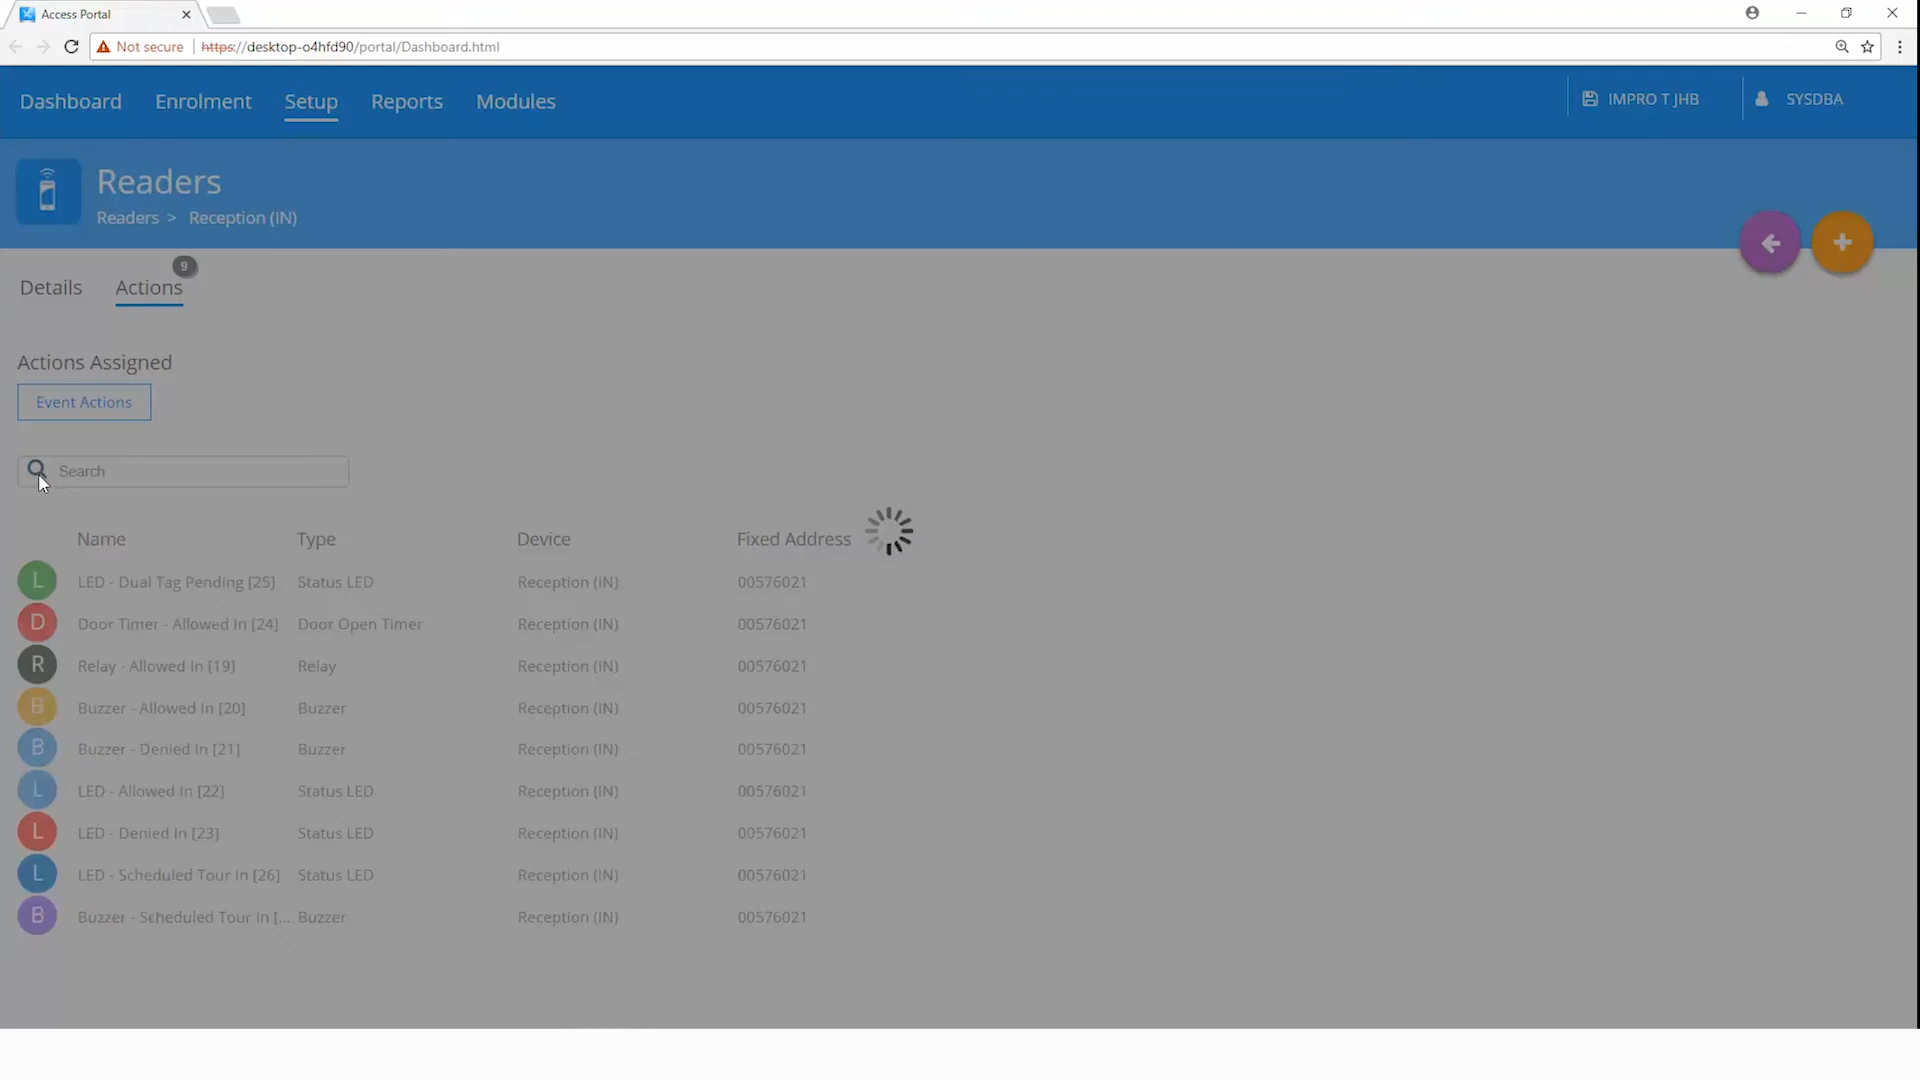 Access Portal
Not secure https://desktop-o4hfd90/portal/Dashboard.html
Dashboard Enrolment Setup Reports Modules IMPRO T JHB SYSDBA
Readers
Readers > Reception (IN)
9
Details Actions
Actions Assigned
Event Actions
Search
Name Type Device Fixed Address
L LED - Dual Tag Pending [25] Status LED Reception (IN) 00576021
D Door Timer - Allowed In [24] Door Open Timer Reception (IN) 00576021
R Relay - Allowed In [19] Relay Reception (IN) 00576021
B Buzzer - Allowed In [20] Buzzer Reception (IN) 00576021
B Buzzer - Denied In [21] Buzzer Reception (IN) 00576021
L LED - Allowed In [22] Status LED Reception (IN) 00576021
L LED - Denied In [23] Status LED Reception (IN) 00576021
L LED - Scheduled Tour In [26] Status LED Reception (IN) 00576021
B Buzzer - Scheduled Tour In [... Buzzer Reception (IN) 00576021